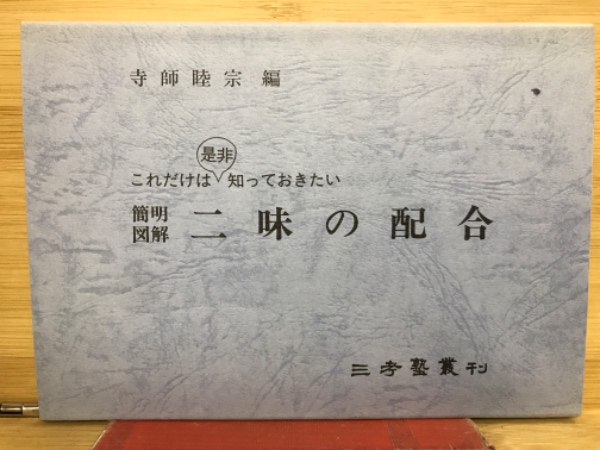 寺師睦宗 編
是非
これだけは知っておきたい
簡明
図解
二味の配合
三考塾叢刊